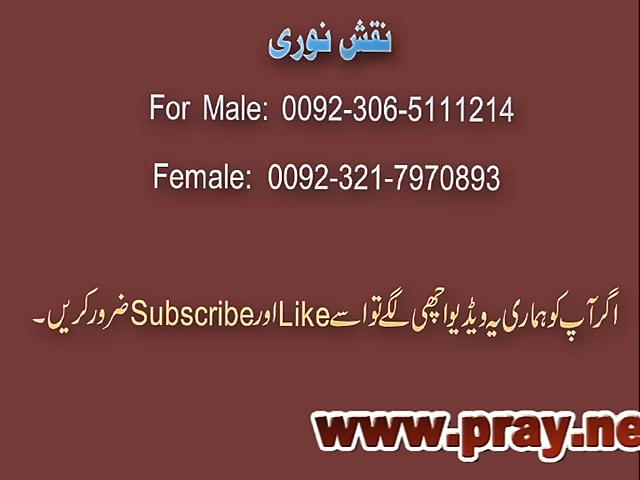 نقش نوری
For Male: 0092-306-5111214
Female: 0092-321-7970893
اگر آپ کو ہماری یہ ویڈیو اچھی لگے تو اسے Like اور Subscribe ضرور کریں۔
www.pray.ne